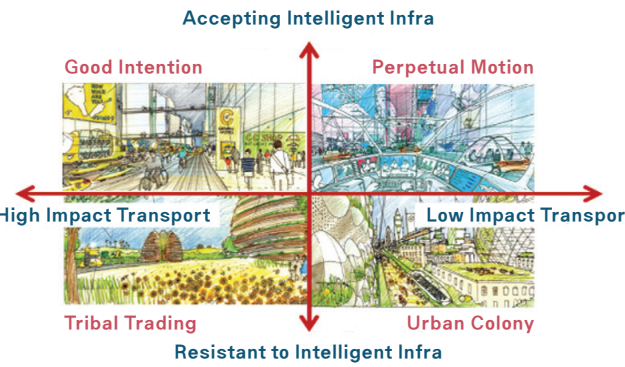 Accepting Intelligent Infra
Good Intention
Perpetual Motion
High Impact Transport
Low Impact Transpor
Tribal Trading
Urban Colony
Resistant to Intelligent Infra